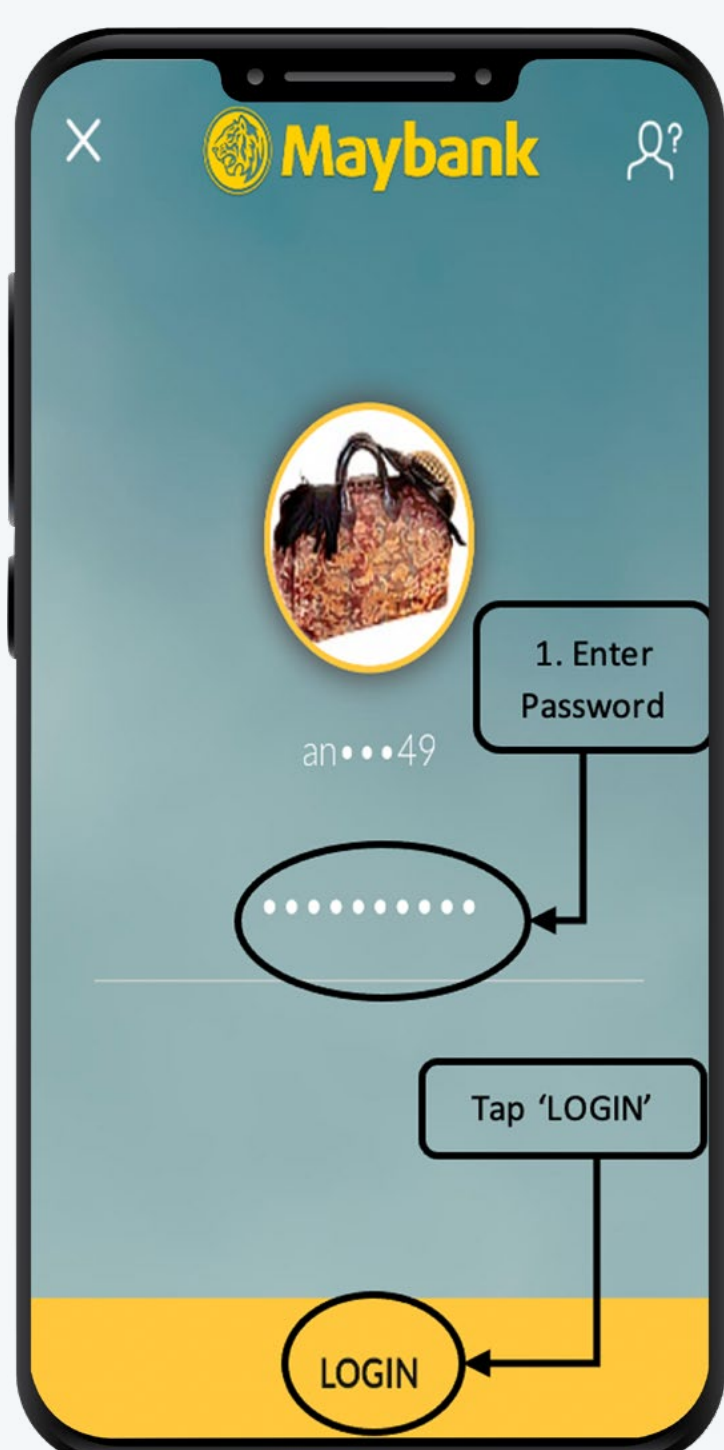 Maybank
?
1. Enter
Password
an•••49
••••••••••
Tap ‘LOGIN’
LOGIN